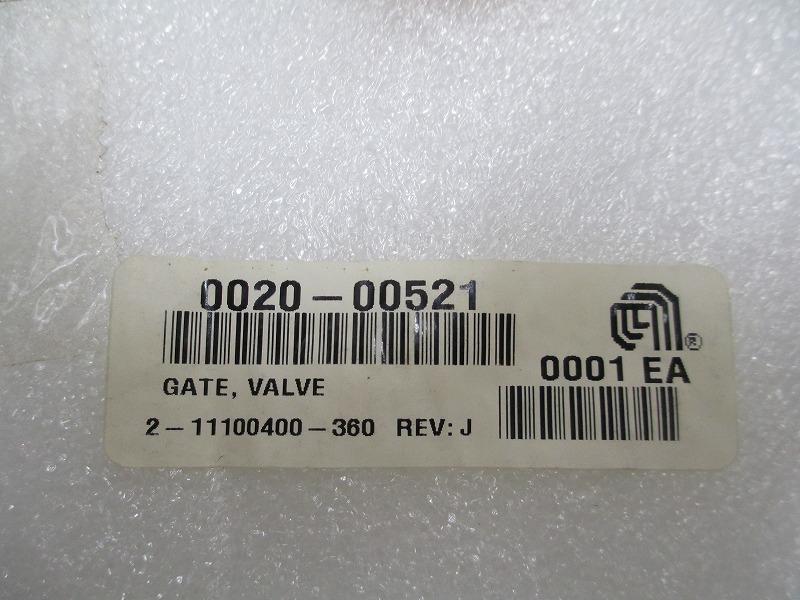 0020-00521
0001 EA
GATE, VALVE
2-11100400-360 REV: J
®